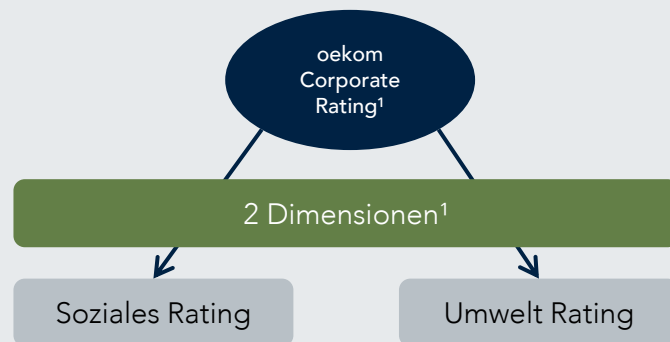 oekom
Corporate
Rating¹
2 Dimensionen¹
Soziales Rating
Umwelt Rating